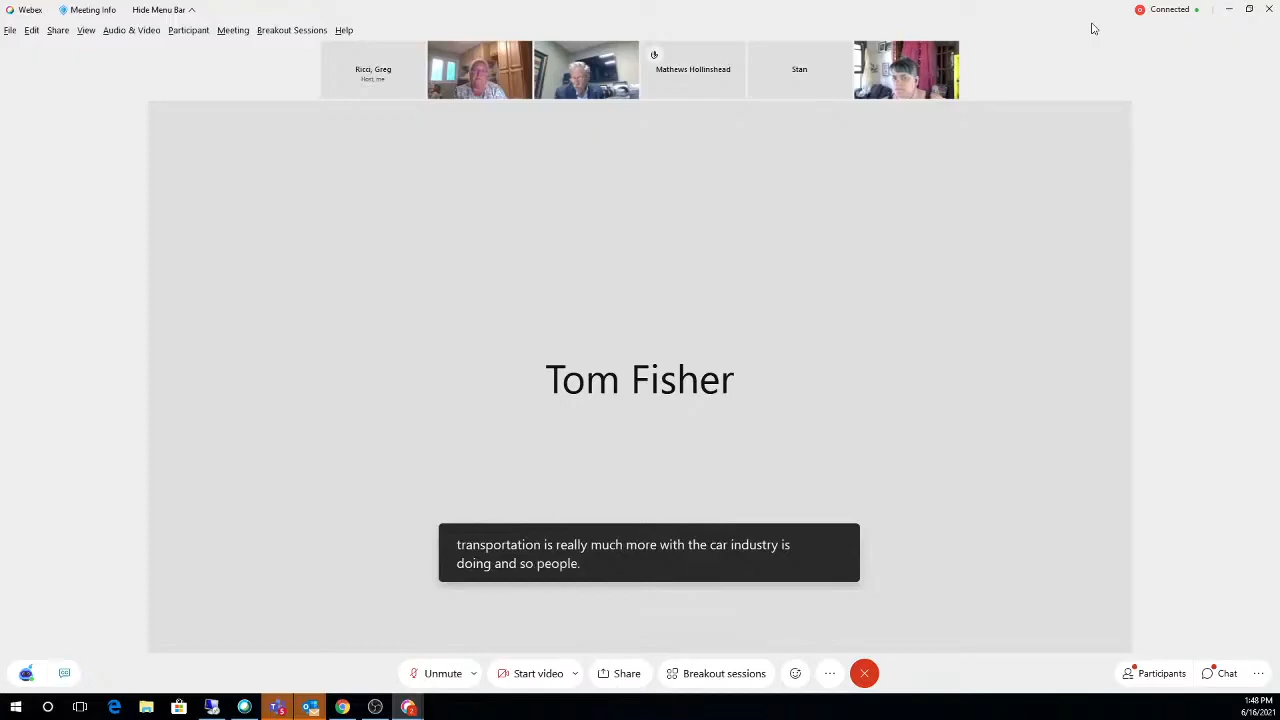 Webex Meeting Info Hide Menu Bar Connected
File Edit Share View Audio & Video Participant Meeting Breakout Sessions Help
Ricci, Greg
Host, me
Mathews Hollinshead
Stan
Tom Fisher
transportation is really much more with the car industry is
doing and so people.
Unmute Start video Share Breakout sessions Participants Chat
1:48 PM
6/16/2021